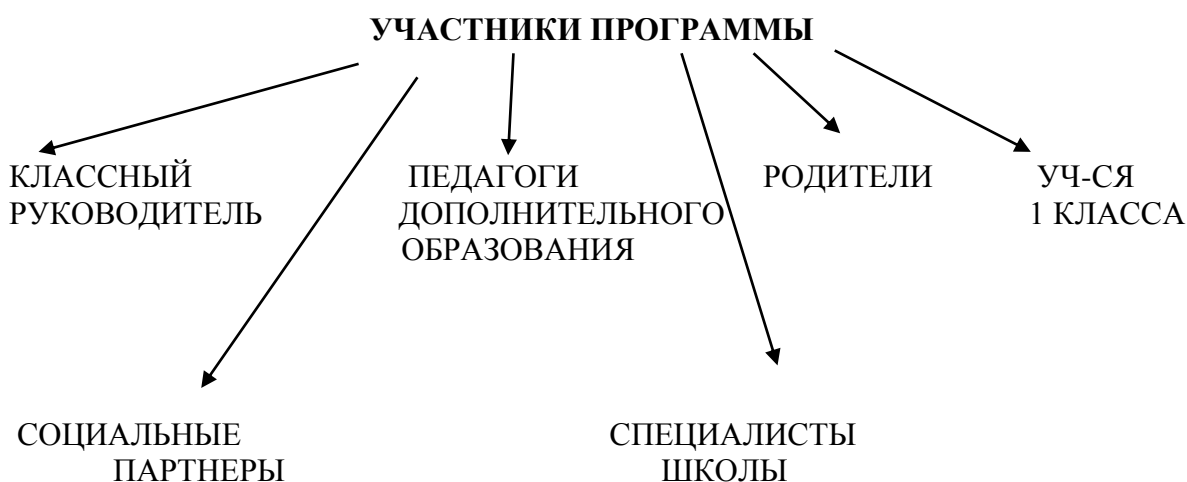 УЧАСТНИКИ ПРОГРАММЫ
КЛАССНЫЙ
РУКОВОДИТЕЛЬ
ПЕДАГОГИ
ДОПОЛНИТЕЛЬНОГО
ОБРАЗОВАНИЯ
РОДИТЕЛИ
УЧ-СЯ
1 КЛАССА
СОЦИАЛЬНЫЕ
ПАРТНЕРЫ
СПЕЦИАЛИСТЫ
ШКОЛЫ